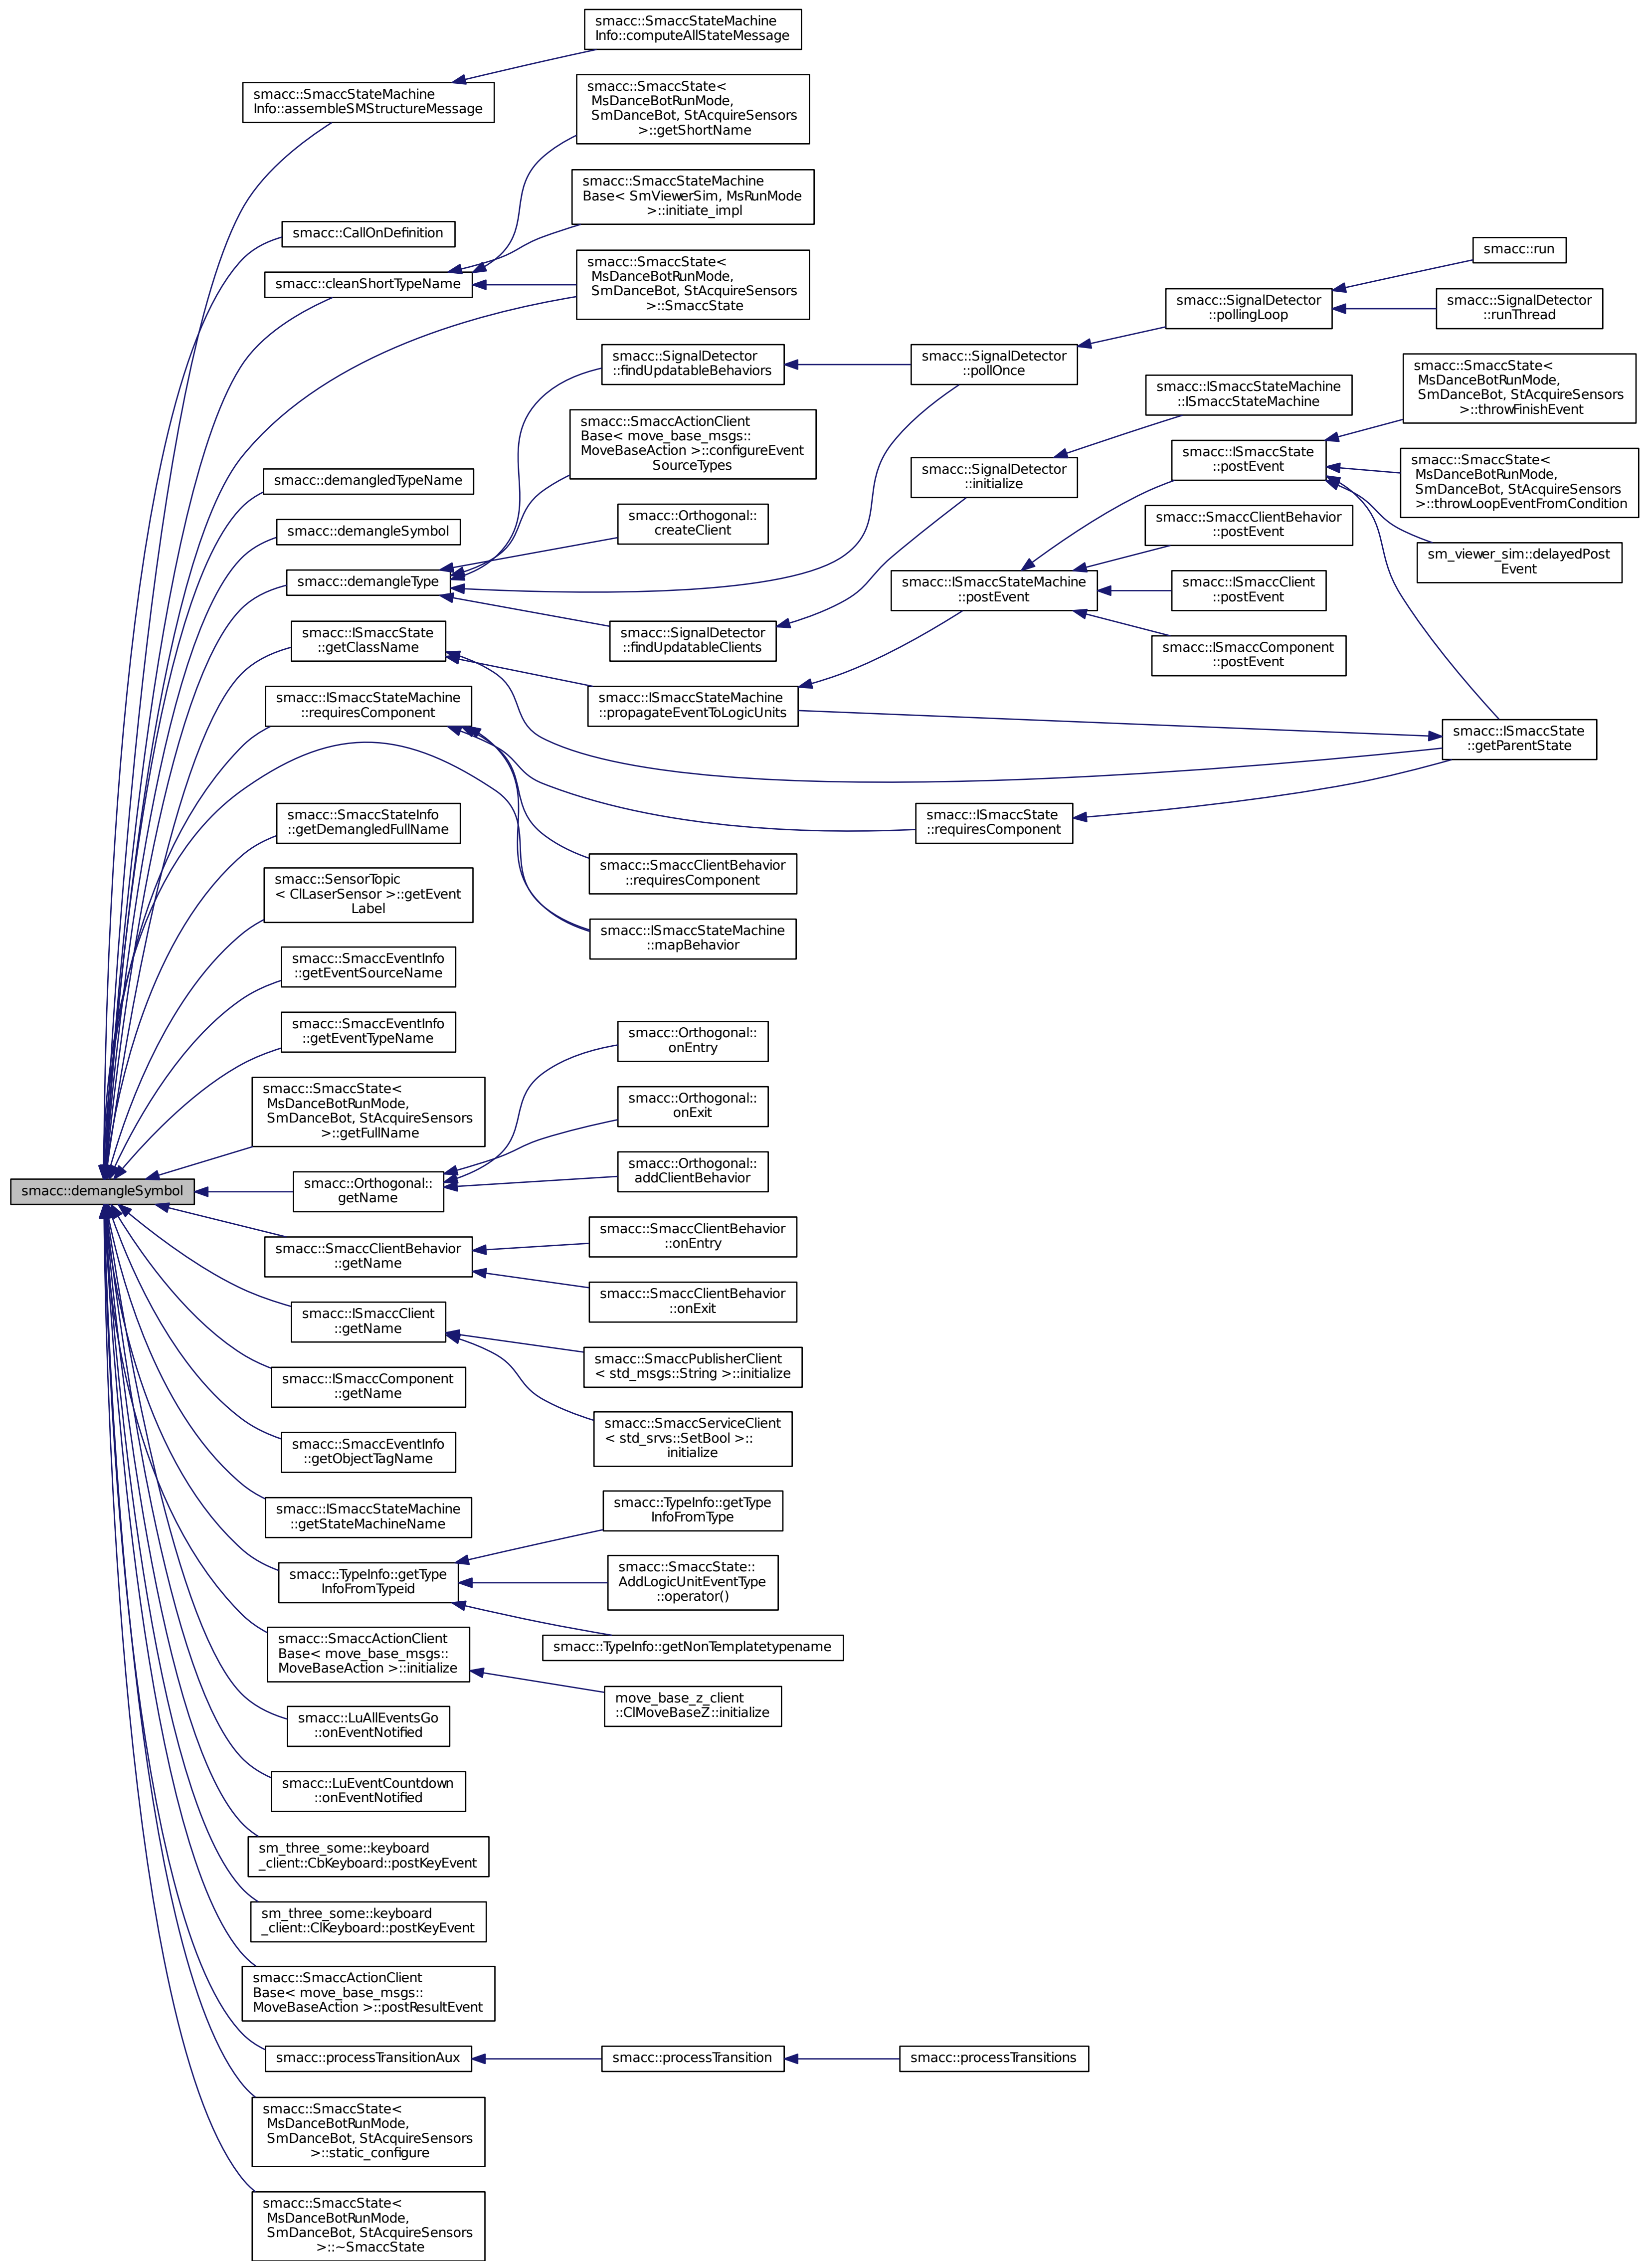 smacc::SmaccStateMachine
Info::computeAllStateMessage
smacc::SmaccStateMachine
Info::assembleSMStructureMessage
smacc::SmaccState<
MsDanceBotRunMode,
SmDanceBot, StAcquireSensors
>::getShortName
smacc::SmaccStateMachine
Base< SmViewerSim, MsRunMode
>::initiate_impl
smacc::CallOnDefinition
smacc::cleanShortTypeName
smacc::SmaccState<
MsDanceBotRunMode,
SmDanceBot, StAcquireSensors
>::SmaccState
smacc::run
smacc::SignalDetector
::pollingLoop
smacc::SignalDetector
::runThread
smacc::SignalDetector
::findUpdatableBehaviors
smacc::SignalDetector
::pollOnce
smacc::ISmaccStateMachine
::ISmaccStateMachine
smacc::SmaccState<
MsDanceBotRunMode,
SmDanceBot, StAcquireSensors
>::throwFinishEvent
smacc::SmaccActionClient
Base< move_base_msgs::
MoveBaseAction >::configureEvent
SourceTypes
smacc::ISmaccState
::postEvent
smacc::SignalDetector
::initialize
smacc::SmaccState<
MsDanceBotRunMode,
SmDanceBot, StAcquireSensors
>::throwLoopEventFromCondition
smacc::demangledTypeName
smacc::demangleSymbol
smacc::Orthogonal::
createClient
smacc::SmaccClientBehavior
::postEvent
sm_viewer_sim::delayedPost
Event
smacc::demangleType
smacc::ISmaccStateMachine
::postEvent
smacc::ISmaccClient
::postEvent
smacc::ISmaccState
::getClassName
smacc::SignalDetector
::findUpdatableClients
smacc::ISmaccComponent
::postEvent
smacc::ISmaccStateMachine
::requiresComponent
smacc::ISmaccStateMachine
::propagateEventToLogicUnits
smacc::ISmaccState
::getParentState
smacc::SmaccStateInfo
::getDemangledFullName
smacc::ISmaccState
::requiresComponent
smacc::SensorTopic
< ClLaserSensor >::getEvent
Label
smacc::SmaccClientBehavior
::requiresComponent
smacc::ISmaccStateMachine
::mapBehavior
smacc::SmaccEventInfo
::getEventSourceName
smacc::SmaccEventInfo
::getEventTypeName
smacc::Orthogonal::
onEntry
smacc::SmaccState<
MsDanceBotRunMode,
SmDanceBot, StAcquireSensors
>::getFullName
smacc::Orthogonal::
onExit
smacc::demangleSymbol
smacc::Orthogonal::
getName
smacc::Orthogonal::
addClientBehavior
smacc::SmaccClientBehavior
::getName
smacc::SmaccClientBehavior
::onEntry
smacc::SmaccClientBehavior
::onExit
smacc::ISmaccClient
::getName
smacc::SmaccPublisherClient
< std_msgs::String >::initialize
smacc::ISmaccComponent
::getName
smacc::SmaccServiceClient
< std_srvs::SetBool >::
initialize
smacc::SmaccEventInfo
::getObjectTagName
smacc::ISmaccStateMachine
::getStateMachineName
smacc::TypeInfo::getType
InfoFromType
smacc::TypeInfo::getType
InfoFromTypeid
smacc::SmaccState::
AddLogicUnitEventType
::operator()
smacc::TypeInfo::getNonTemplatetypename
smacc::SmaccActionClient
Base< move_base_msgs::
MoveBaseAction >::initialize
move_base_z_client
::ClMoveBaseZ::initialize
smacc::LuAllEventsGo
::onEventNotified
smacc::LuEventCountdown
::onEventNotified
sm_three_some::keyboard
_client::CbKeyboard::postKeyEvent
sm_three_some::keyboard
_client::ClKeyboard::postKeyEvent
smacc::SmaccActionClient
Base< move_base_msgs::
MoveBaseAction >::postResultEvent
smacc::processTransitionAux
smacc::processTransition
smacc::processTransitions
smacc::SmaccState<
MsDanceBotRunMode,
SmDanceBot, StAcquireSensors
>::static_configure
smacc::SmaccState<
MsDanceBotRunMode,
SmDanceBot, StAcquireSensors
>::~SmaccState